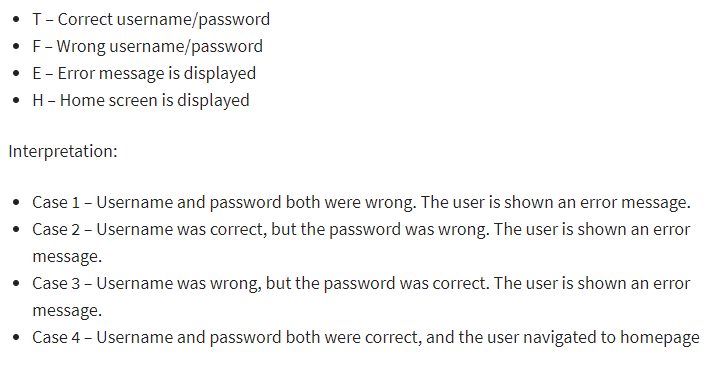 • T – Correct username/password
• F – Wrong username/password
• E – Error message is displayed
• H – Home screen is displayed
Interpretation:
• Case 1 – Username and password both were wrong. The user is shown an error message.
• Case 2 – Username was correct, but the password was wrong. The user is shown an error
message.
• Case 3 – Username was wrong, but the password was correct. The user is shown an error
message.
• Case 4 – Username and password both were correct, and the user navigated to homepage